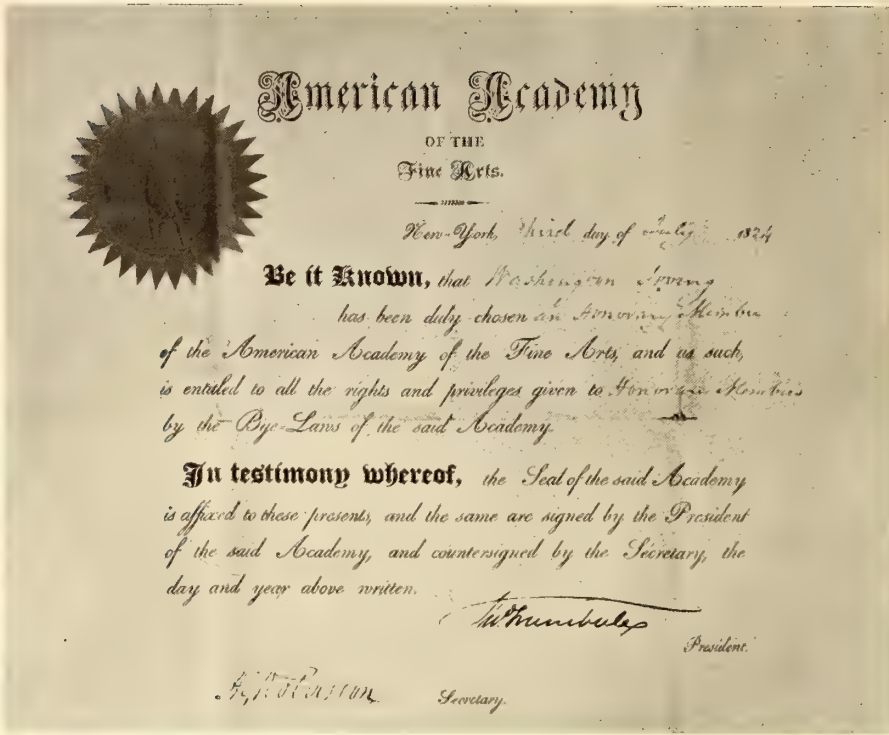 American Academy
OF THE
Fine Arts.
New-York, third day of July 1824
Be it Known, that Washington Irving
has been duly chosen an Honorary Member
of the American Academy of the Fine Arts, and as such,
is entitled to all the rights and privileges given to Honorary Members
by the Bye-Laws of the said Academy.
In testimony whereof, the Seal of the said Academy
is affixed to these presents, and the same are signed by the President
of the said Academy, and countersigned by the Secretary, the
day and year above written.
Jno Trumbull
President.
Secretary.